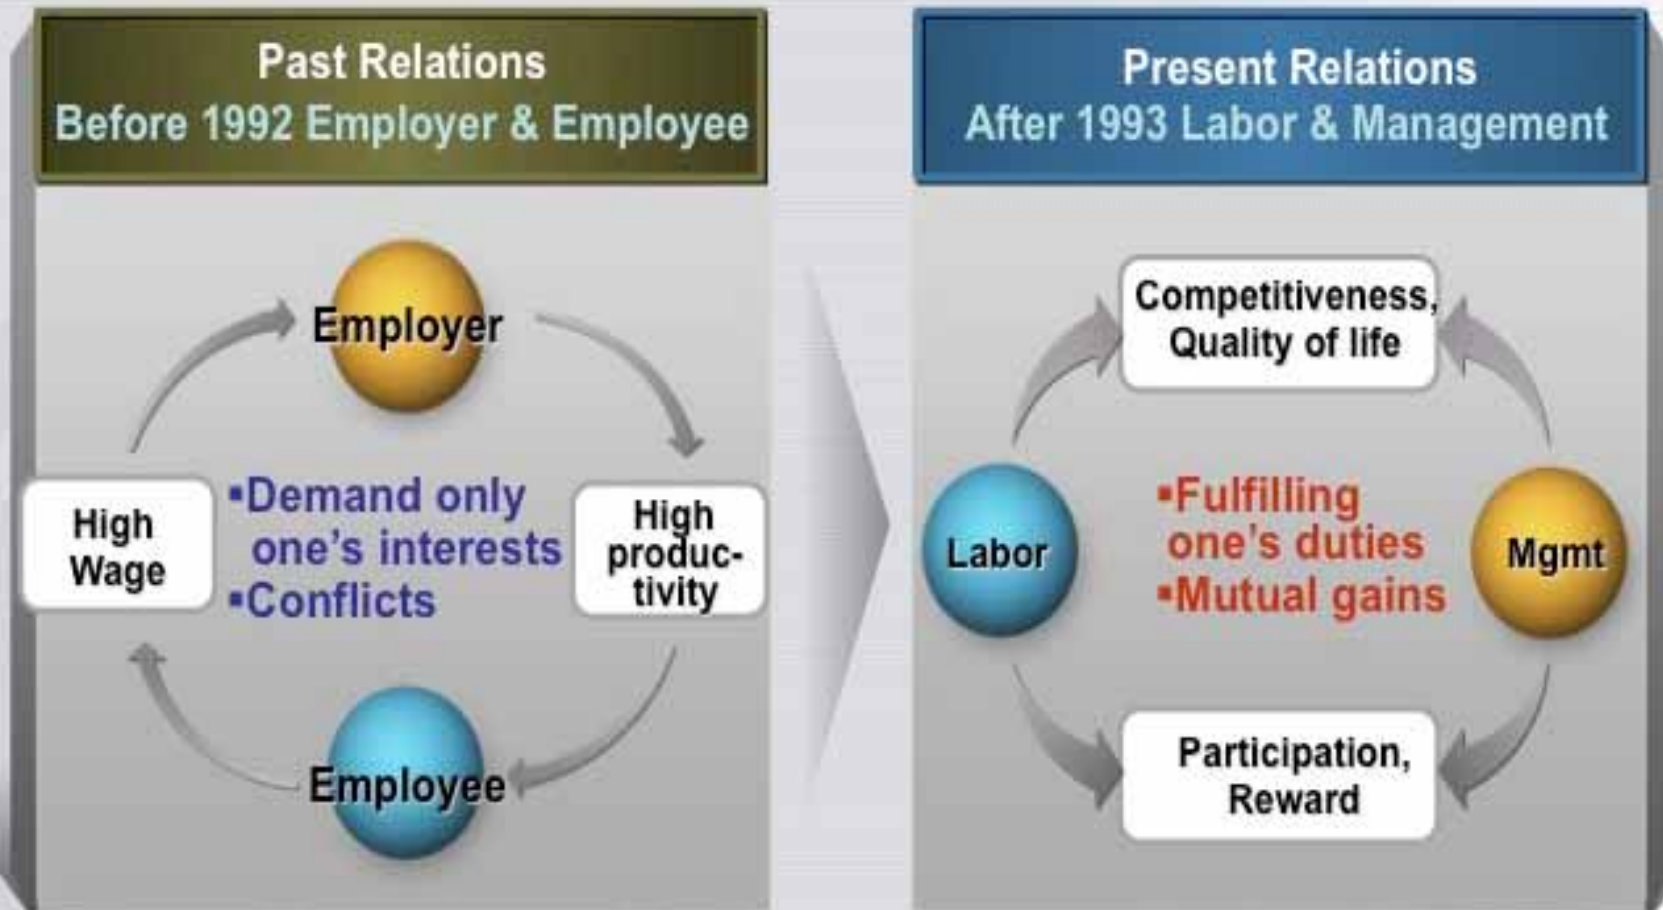 Past Relations
Before 1992 Employer & Employee
Employer
High
Wage
▪Demand only
one's interests
▪Conflicts
High
produc-
tivity
Employee
Present Relations
After 1993 Labor & Management
Competitiveness,
Quality of life
Labor
▪Fulfilling
one's duties
▪Mutual gains
Mgmt
Participation,
Reward